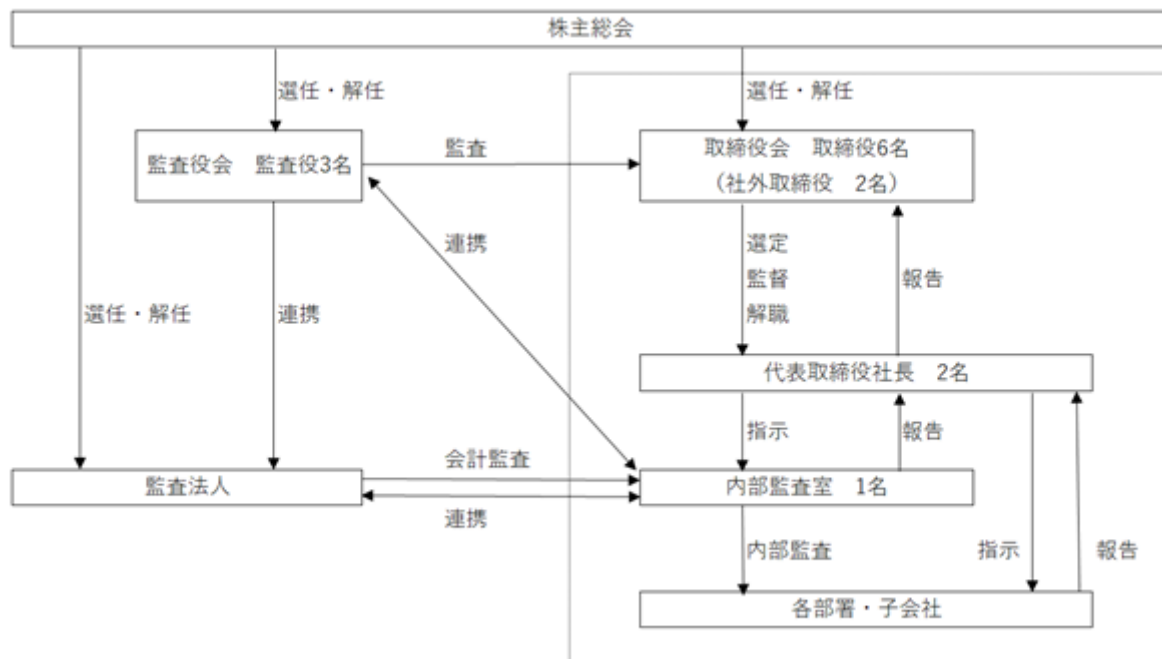 株主総会
選任・解任
選任・解任
監査役会　監査役3名
監査
取締役会　取締役6名
（社外取締役　2名）
連携
選定
監督
解職
報告
選任・解任
連携
代表取締役社長　2名
指示
報告
会計監査
監査法人
内部監査室　1名
連携
内部監査
指示
報告
各部署・子会社